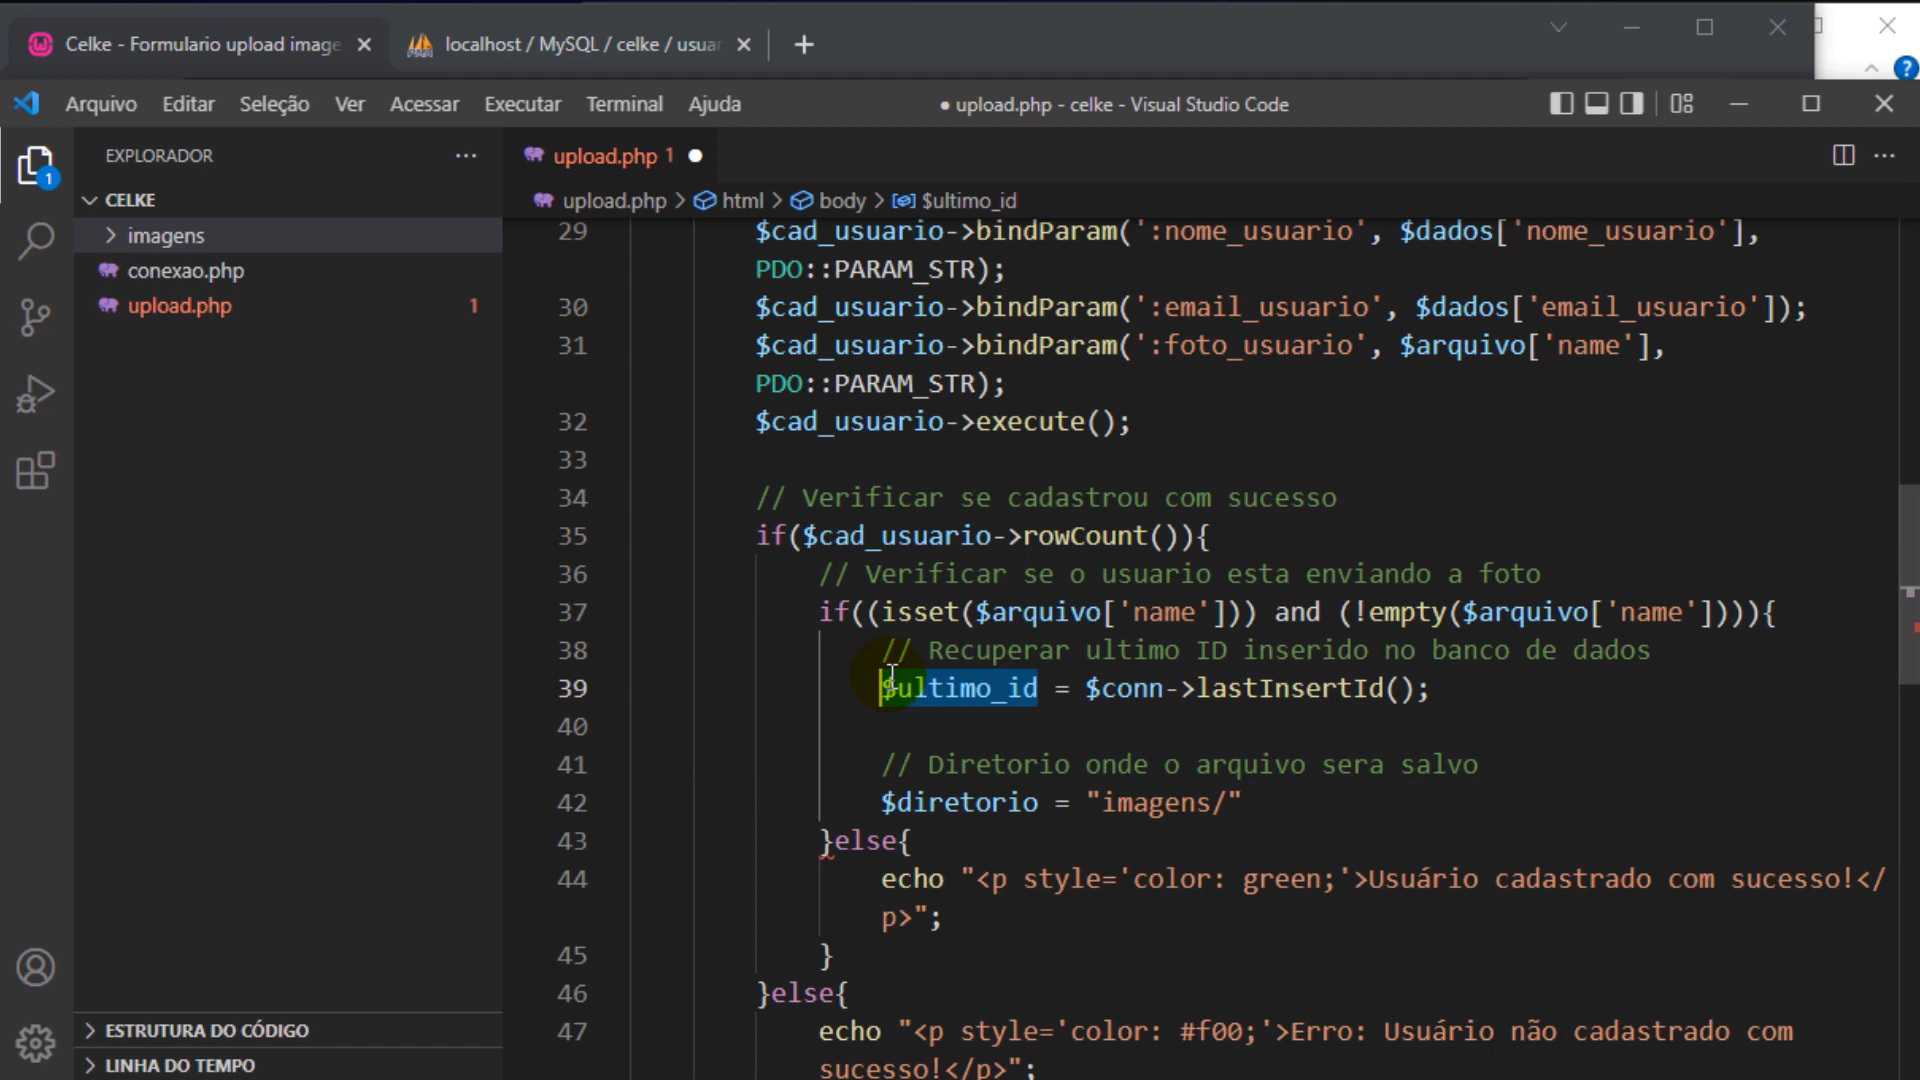 Celke - Formulario upload image
localhost / MySQL / celke / usuar
Arquivo Editar Seleção Ver Acessar Executar Terminal Ajuda
● upload.php - celke - Visual Studio Code
EXPLORADOR
upload.php 1
CELKE
upload.php > html > body > $ultimo_id
imagens
conexao.php
upload.php 1
1
29 $cad_usuario->bindParam(':nome_usuario', $dados['nome_usuario'],
PDO::PARAM_STR);
30 $cad_usuario->bindParam(':email_usuario', $dados['email_usuario']);
31 $cad_usuario->bindParam(':foto_usuario', $arquivo['name'],
PDO::PARAM_STR);
32 $cad_usuario->execute();
33
34 // Verificar se cadastrou com sucesso
35 if($cad_usuario->rowCount()){
36 // Verificar se o usuario esta enviando a foto
37 if((isset($arquivo['name'])) and (!empty($arquivo['name']))){
38 // Recuperar ultimo ID inserido no banco de dados
39 $ultimo_id = $conn->lastInsertId();
40
41 // Diretorio onde o arquivo sera salvo
42 $diretorio = "imagens/"
43 }else{
44 echo "<p style='color: green;'>Usuário cadastrado com sucesso!</
p>";
45 }
46 }else{
47 echo "<p style='color: #f00;'>Erro: Usuário não cadastrado com
sucesso!</p>";
ESTRUTURA DO CÓDIGO
LINHA DO TEMPO